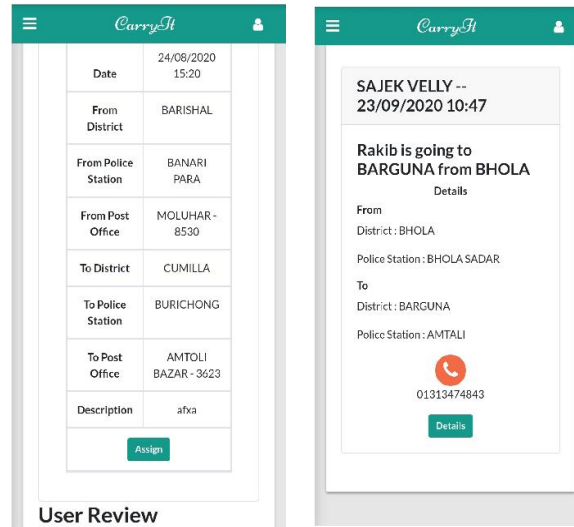 CarryIt
Date 24/08/2020
15:20
From
District BARISHAL
From Police
Station BANARI
PARA
From Post
Office MOLUHAR -
8530
To District CUMILLA
To Police
Station BURICHONG
To Post
Office AMTOLI
BAZAR - 3623
Description afxa
Assign
User Review
CarryIt
SAJEK VELLY --
23/09/2020 10:47
Rakib is going to
BARGUNA from BHOLA
Details
From
District : BHOLA
Police Station : BHOLA SADAR
To
District : BARGUNA
Police Station : AMTALI
01313474843
Details